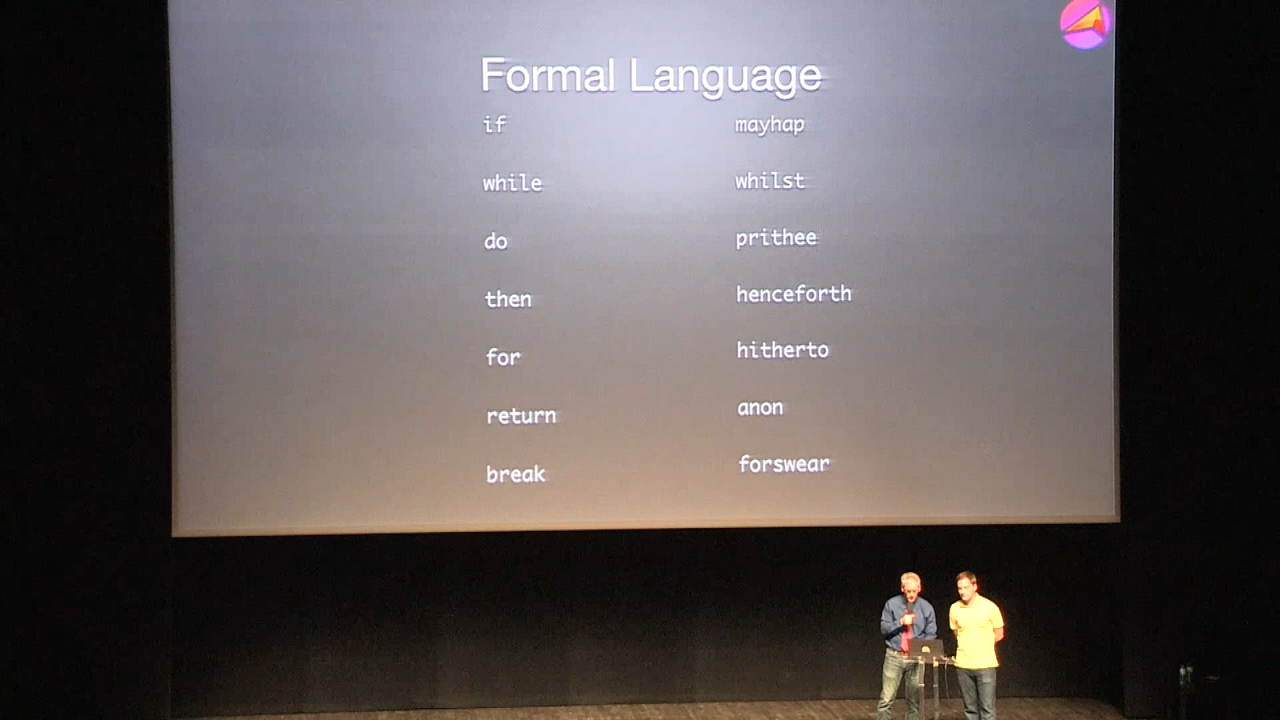 Formal Language
if mayhap
while whilst
do prithee
then henceforth
for hitherto
return anon
break forswear